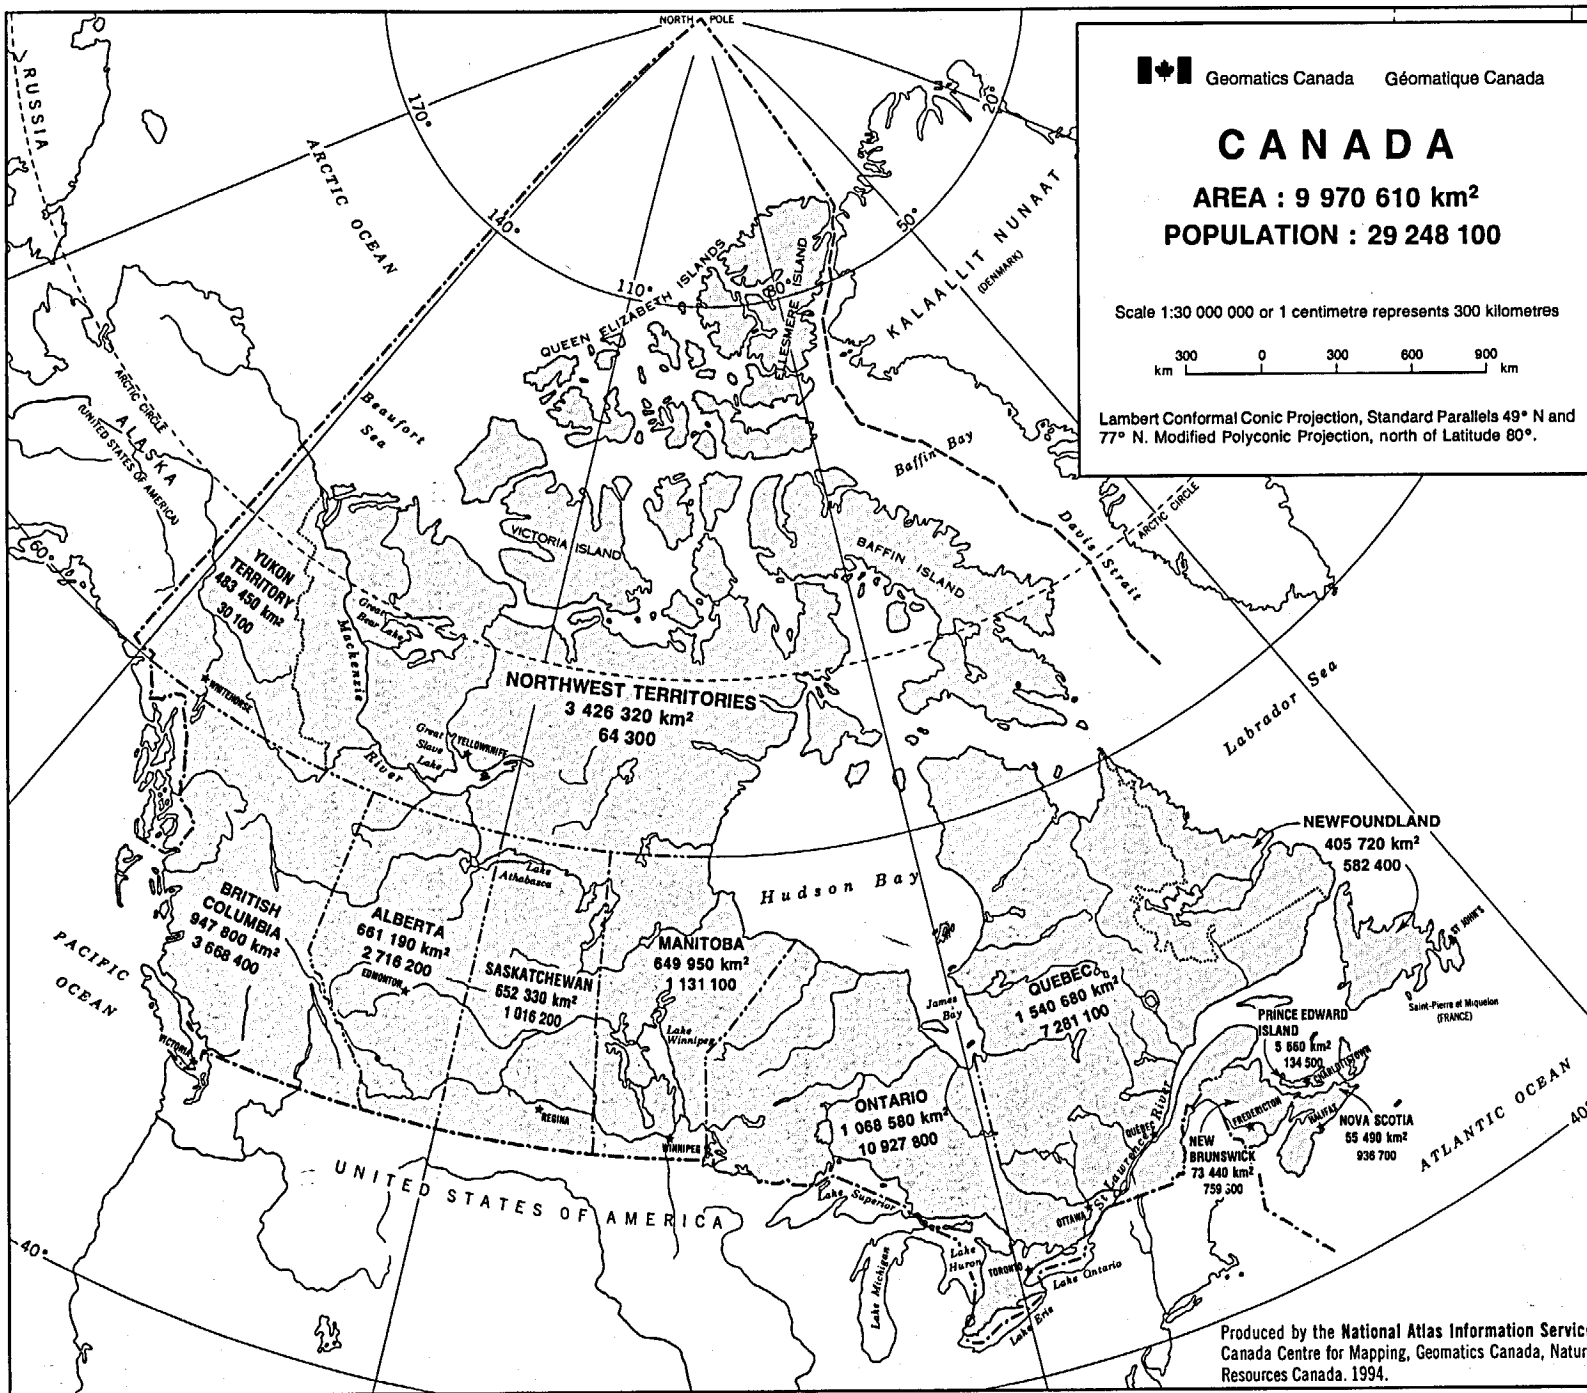 NORTH POLE
Geomatics Canada Géomatique Canada
CANADA
AREA : 9 970 610 km²
POPULATION : 29 248 100
Scale 1:30 000 000 or 1 centimetre represents 300 kilometres
km 300 0 300 600 900 km
Lambert Conformal Conic Projection, Standard Parallels 49° N and
77° N. Modified Polyconic Projection, north of Latitude 80°.
RUSSIA
170°
140°
110°
80°
50°
20°
ARCTIC OCEAN
QUEEN ELIZABETH ISLANDS
ELLESMERE ISLAND
KALAALLIT NUNAAT
(DENMARK)
ARCTIC CIRCLE
ALASKA
(UNITED STATES OF AMERICA)
Beaufort
Sea
Baffin Bay
Davis Strait
ARCTIC CIRCLE
VICTORIA ISLAND
BAFFIN ISLAND
60°
YUKON
TERRITORY
483 450 km²
30 100
Great
Bear Lake
Mackenzie
River
WHITEHORSE
NORTHWEST TERRITORIES
3 426 320 km²
64 300
Great
Slave
Lake
YELLOWKNIFE
Labrador Sea
NEWFOUNDLAND
405 720 km²
582 400
ST JOHN'S
Lake
Athabasca
Hudson Bay
BRITISH
COLUMBIA
947 800 km²
3 668 400
ALBERTA
661 190 km²
2 716 200
EDMONTON
SASKATCHEWAN
652 330 km²
1 016 200
MANITOBA
649 950 km²
1 131 100
Lake
Winnipeg
James
Bay
QUEBEC
1 540 680 km²
7 281 100
PACIFIC
OCEAN
VICTORIA
Saint-Pierre et Miquelon
(FRANCE)
PRINCE EDWARD
ISLAND
5 660 km²
134 500
CHARLOTTETOWN
ONTARIO
1 068 580 km²
10 927 800
REGINA
WINNIPEG
QUÉBEC
St Lawrence River
FREDERICTON
HALIFAX
NOVA SCOTIA
55 490 km²
936 700
NEW
BRUNSWICK
73 440 km²
ATLANTIC OCEAN
40°
UNITED STATES OF AMERICA
Lake Superior
OTTAWA
Lake Michigan
Lake
Huron
TORONTO
Lake Ontario
Lake Erie
40°
Produced by the National Atlas Information Service
Canada Centre for Mapping, Geomatics Canada, Natur
Resources Canada. 1994.